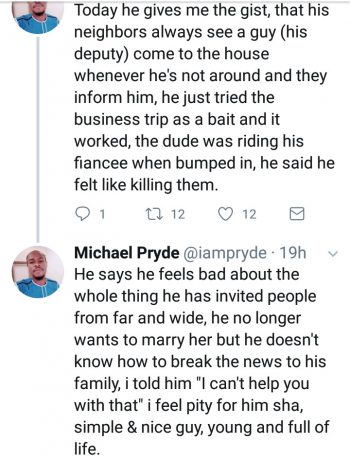 Today he gives me the gist, that his
neighbors always see a guy (his
deputy) come to the house
whenever he's not around and they
inform him, he just tried the
business trip as a bait and it
worked, the dude was riding his
fiancee when bumped in, he said he
felt like killing them.
1 12 12
Michael Pryde @iampryde · 19h
He says he feels bad about the
whole thing he has invited people
from far and wide, he no longer
wants to marry her but he doesn't
know how to break the news to his
family, i told him "I can't help you
with that" i feel pity for him sha,
simple & nice guy, young and full of
life.